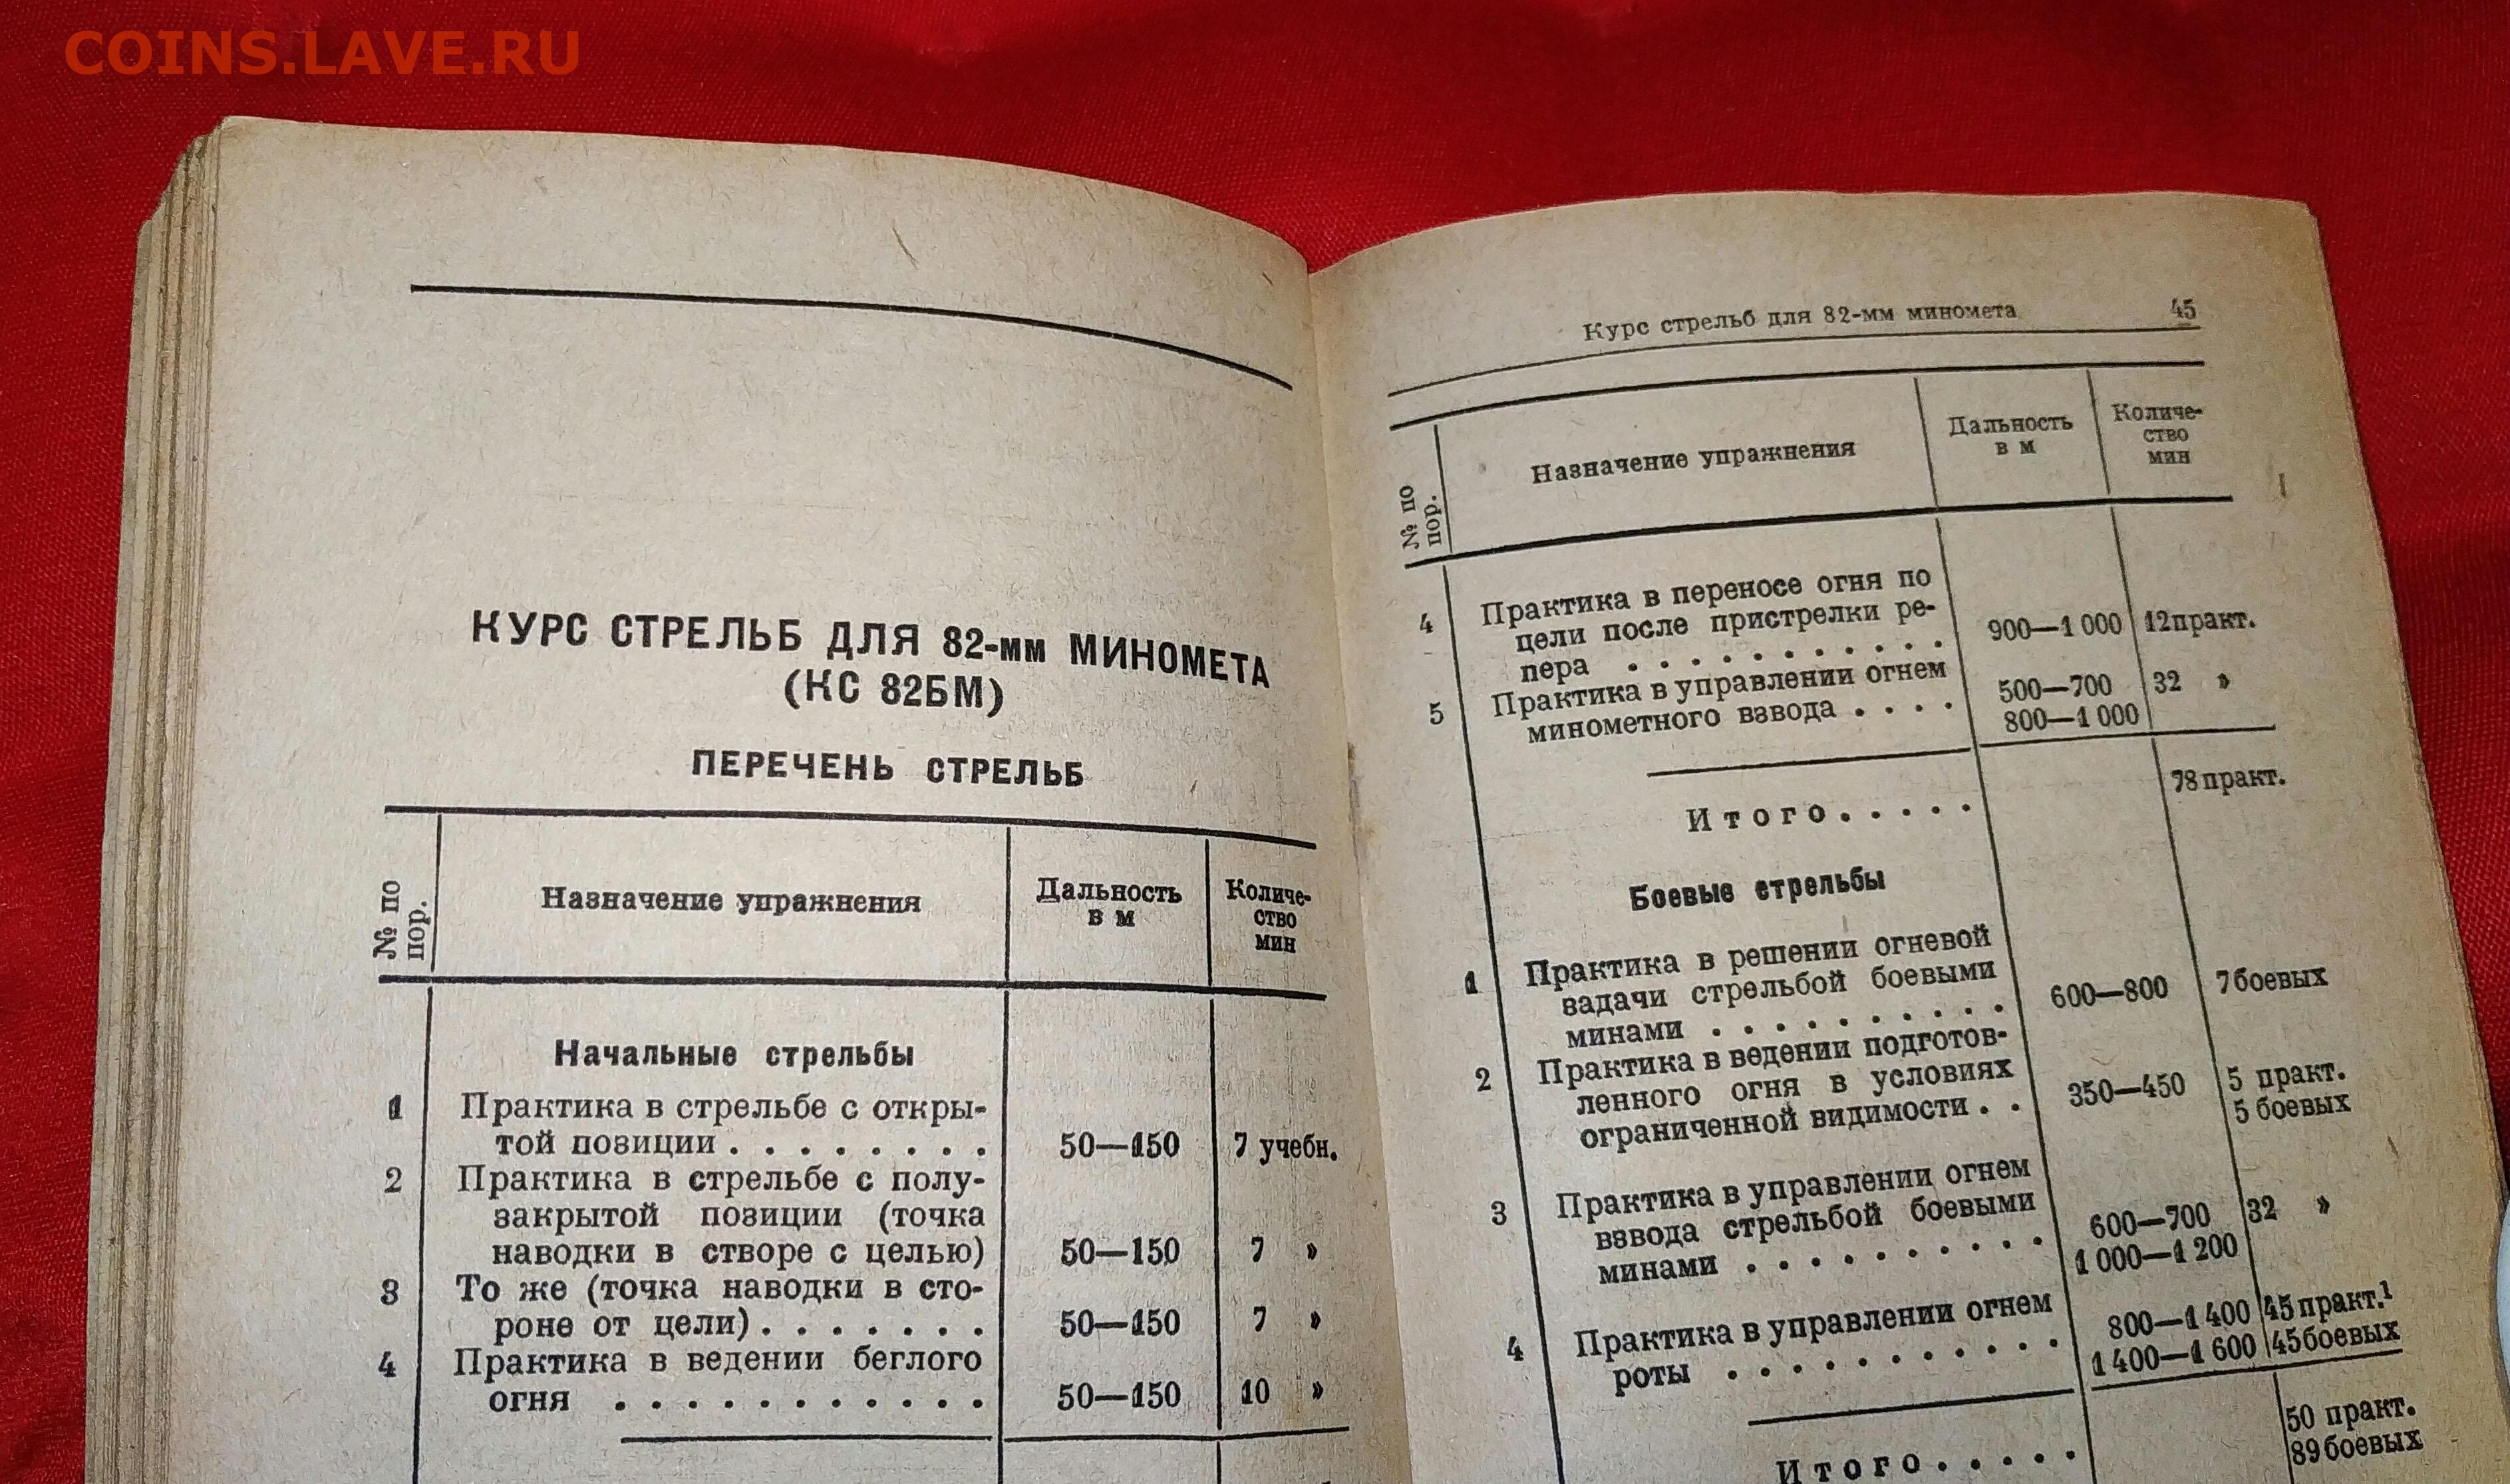 COINS.LAVE.RU
КУРС СТРЕЛЬБ ДЛЯ 82-мм МИНОМЕТА
(КС 82БМ)
ПЕРЕЧЕНЬ СТРЕЛЬБ
№ по пор.
Назначение упражнения
Дальность в м
Количе-
ство
мин
Начальные стрельбы
1 Практика в стрельбе с откры-
той позиции . . . . . . . . 50—150 7 учебн.
2 Практика в стрельбе с полу-
закрытой позиции (точка
наводки в створе с целью) 50—150 7 »
3 То же (точка наводки в сто-
роне от цели) . . . . . . . 50—150 7 »
4 Практика в ведении беглого
огня . . . . . . . . . . . 50—150 10 »
Курс стрельб для 82-мм миномета 45
№ по пор.
Назначение упражнения
Дальность
в м
Количе-
ство
мин
4 Практика в переносе огня по
цели после пристрелки ре-
пера . . . . . . . . . . . 900—1 000 12 практ.
5 Практика в управлении огнем 500—700 32 »
минометного взвода . . . . 800—1 000
Итого . . . . . 78 практ.
Боевые стрельбы
1 Практика в решении огневой
задачи стрельбой боевыми
минами . . . . . . . . . . 600—800 7 боевых
2 Практика в ведении подготов-
ленного огня в условиях 5 практ.
ограниченной видимости . . 350—450 5 боевых
3 Практика в управлении огнем
взвода стрельбой боевыми 600—700 32 »
минами . . . . . . . . . . 1 000—1 200
4 Практика в управлении огнем 800—1 400 45 практ.¹
роты . . . . . . . . . . . 1 400—1 600 45 боевых
50 практ.
Итого . . . . . 89 боевых